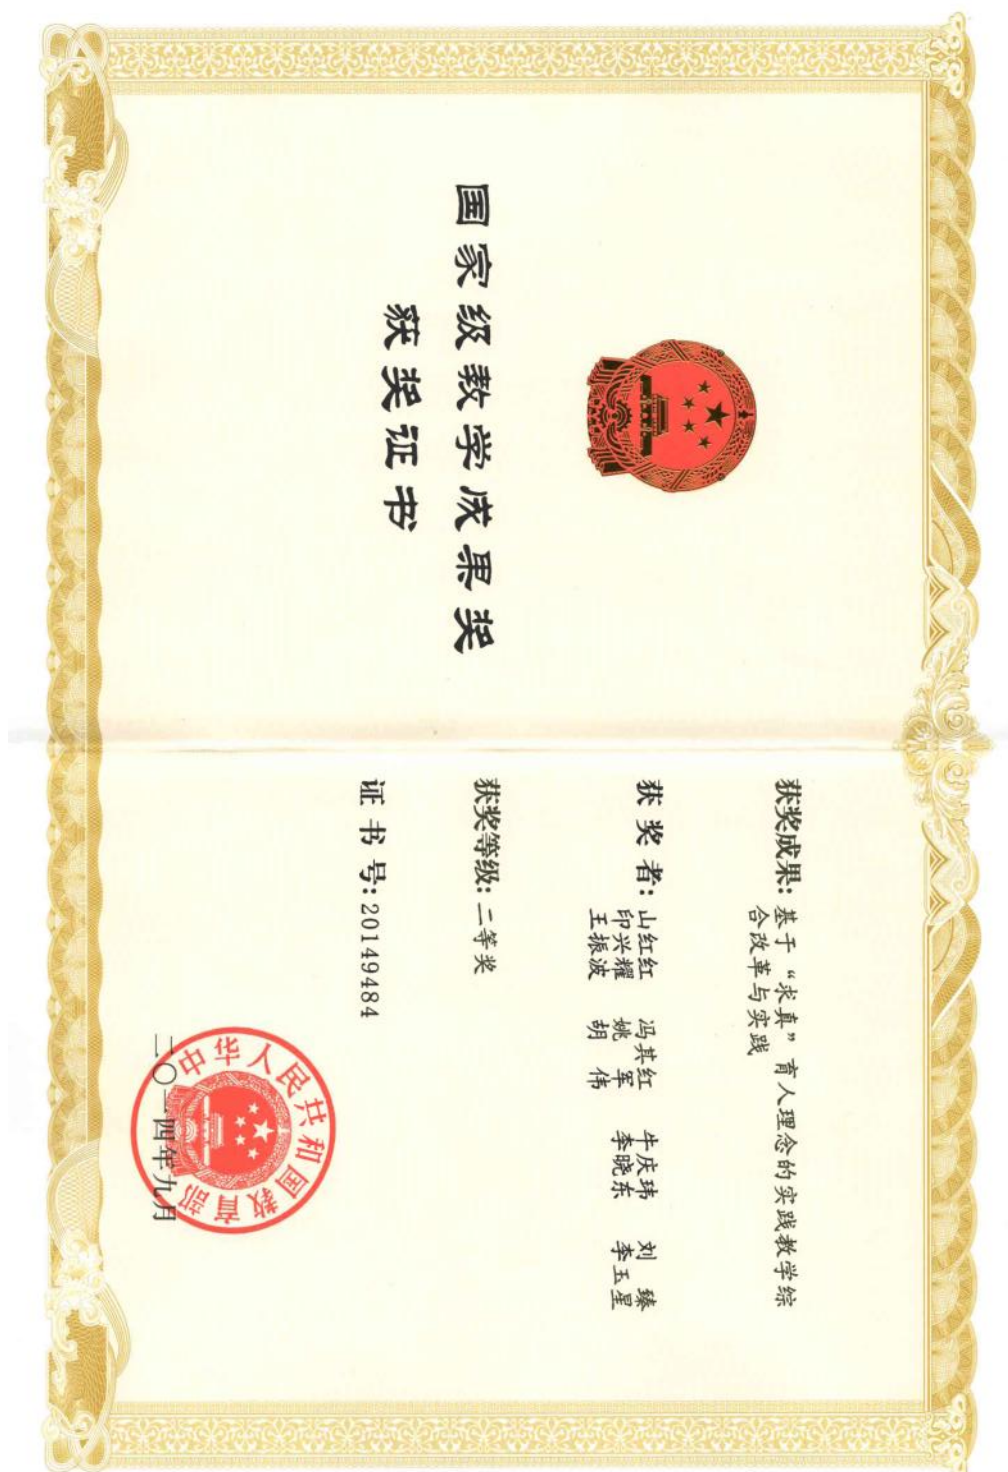 国家级教学成果奖
获奖证书
获奖成果：基于“求真”育人理念的实践教学综
合改革与实践
获奖者：山红红 冯其红 牛庆玮 刘臻
印兴耀 姚军 李晓东 李玉星
王振波 胡伟
获奖等级：二等奖
证书号：20149484
中华人民共和国教育部
二〇一四年九月